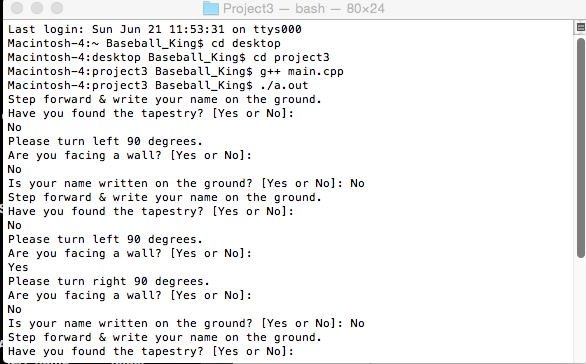 Project3 — bash — 80×24
Last login: Sun Jun 21 11:53:31 on ttys000
Macintosh-4:~ Baseball_King$ cd desktop
Macintosh-4:desktop Baseball_King$ cd project3
Macintosh-4:project3 Baseball_King$ g++ main.cpp
Macintosh-4:project3 Baseball_King$ ./a.out
Step forward & write your name on the ground.
Have you found the tapestry? [Yes or No]:
No
Please turn left 90 degrees.
Are you facing a wall? [Yes or No]:
No
Is your name written on the ground? [Yes or No]: No
Step forward & write your name on the ground.
Have you found the tapestry? [Yes or No]:
No
Please turn left 90 degrees.
Are you facing a wall? [Yes or No]:
Yes
Please turn right 90 degrees.
Are you facing a wall? [Yes or No]:
No
Is your name written on the ground? [Yes or No]: No
Step forward & write your name on the ground.
Have you found the tapestry? [Yes or No]: